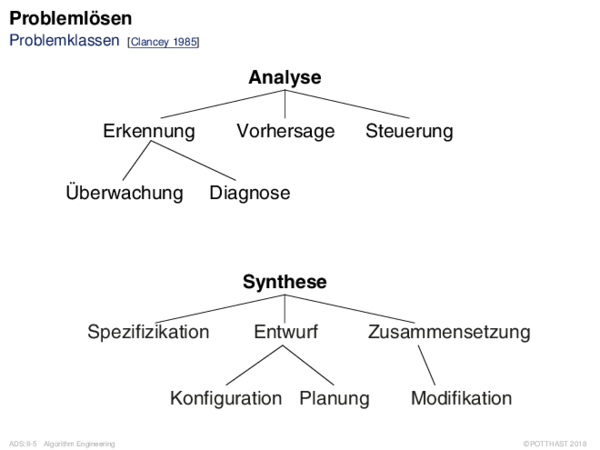 Problemlösen
Problemklassen [Clancey 1985]
Analyse
Erkennung Vorhersage Steuerung
Überwachung Diagnose
Synthese
Spezifizikation Entwurf Zusammensetzung
Konfiguration Planung Modifikation
ADS:II-5 Algorithm Engineering ©POTTHAST 2018